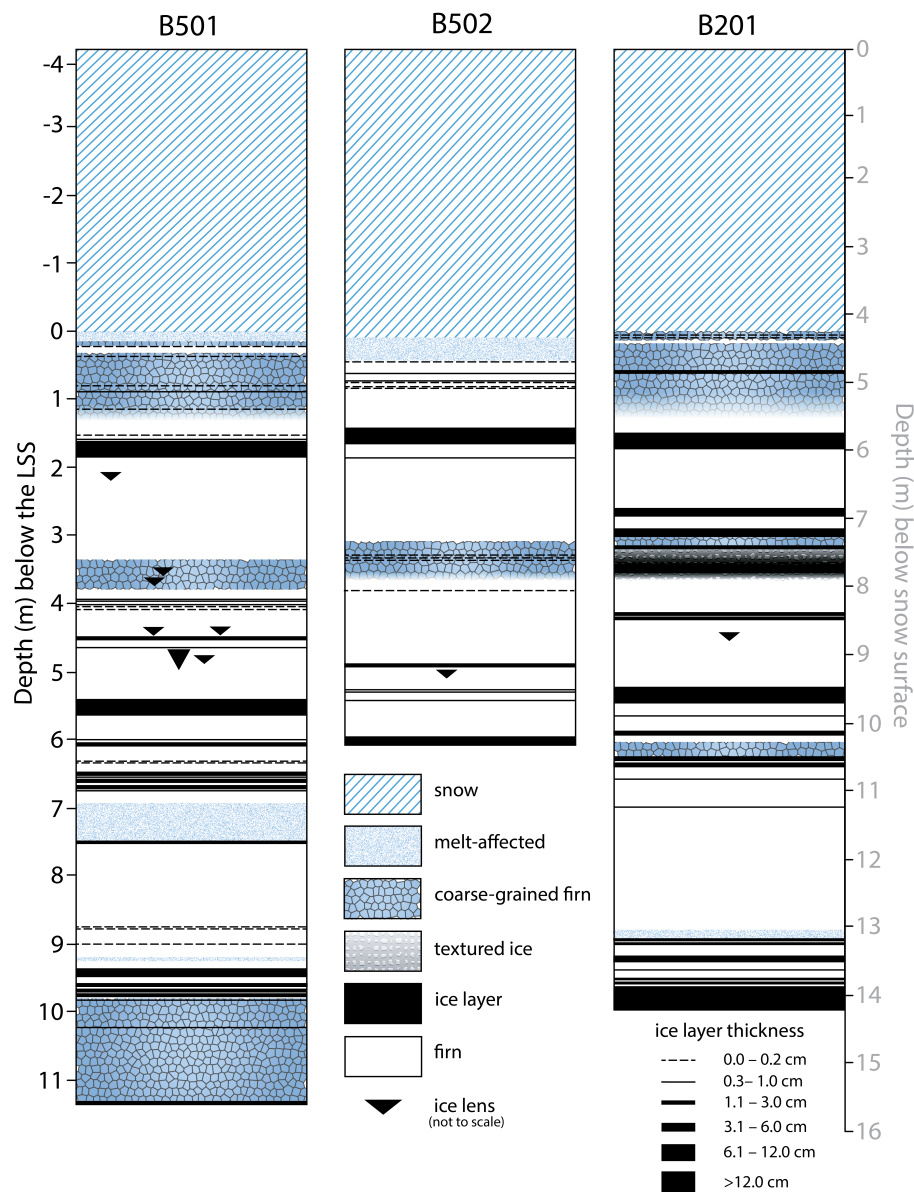 B501
B502
B201
-4
-3
-2
-1
0
1
2
3
4
5
6
7
8
9
10
11
Depth (m) below the LSS
0
1
2
3
4
5
6
7
8
9
10
11
12
13
14
15
16
Depth (m) below snow surface
snow
melt-affected
coarse-grained firn
textured ice
ice layer
firn
ice lens
(not to scale)
ice layer thickness
0.0 – 0.2 cm
0.3– 1.0 cm
1.1 – 3.0 cm
3.1 – 6.0 cm
6.1 – 12.0 cm
>12.0 cm